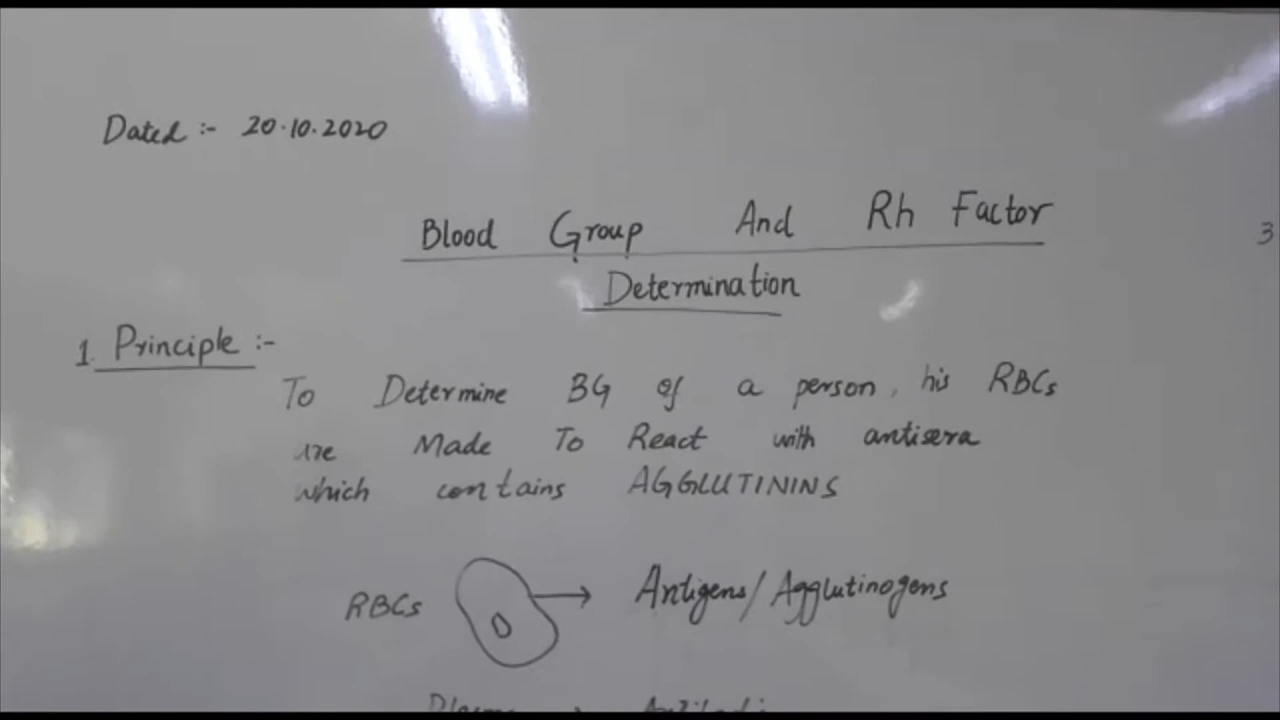 Dated :- 20.10.2020
Blood Group And Rh Factor
3
Determination
1. Principle :-
To Determine BG of a person, his RBCs
are Made To React with antisera
which contains AGGLUTININS
RBCs → Antigens/Agglutinogens